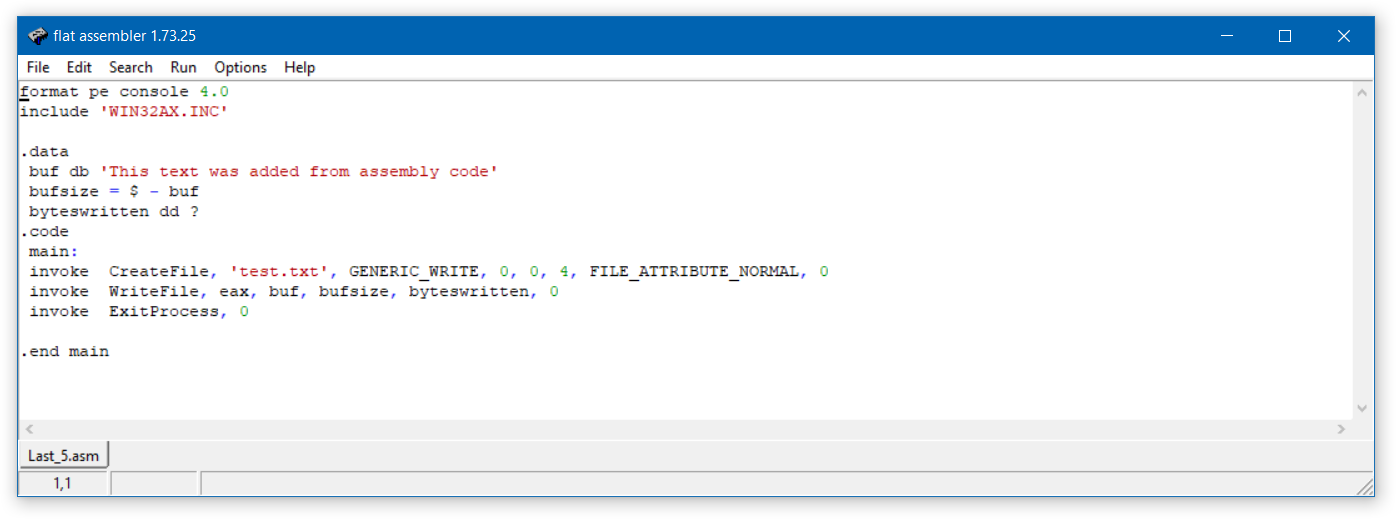 flat assembler 1.73.25
File Edit Search Run Options Help
format pe console 4.0
include 'WIN32AX.INC'
.data
buf db 'This text was added from assembly code'
bufsize = $ - buf
byteswritten dd ?
.code
main:
invoke  CreateFile, 'test.txt', GENERIC_WRITE, 0, 0, 4, FILE_ATTRIBUTE_NORMAL, 0
invoke  WriteFile, eax, buf, bufsize, byteswritten, 0
invoke  ExitProcess, 0
.end main
Last_5.asm
1,1